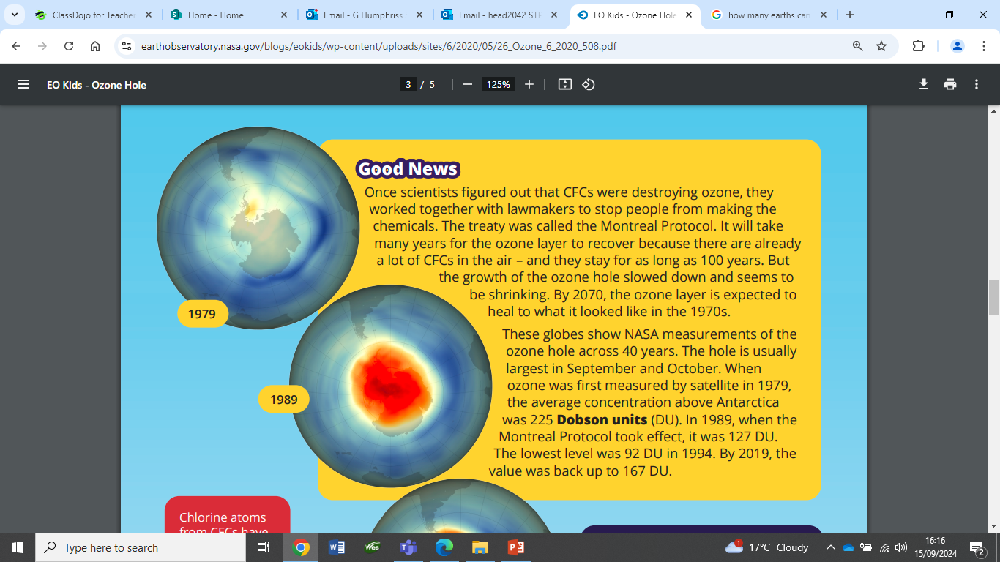 ClassDojo for Teacher
Home - Home
Email - G Humphriss
Email - head2042 STP
EO Kids - Ozone Hole
how many earths can
earthobservatory.nasa.gov/blogs/eokids/wp-content/uploads/sites/6/2020/05/26_Ozone_6_2020_508.pdf
EO Kids - Ozone Hole
3 / 5
125%
Good News
Once scientists figured out that CFCs were destroying ozone, they
worked together with lawmakers to stop people from making the
chemicals. The treaty was called the Montreal Protocol. It will take
many years for the ozone layer to recover because there are already
a lot of CFCs in the air – and they stay for as long as 100 years. But
the growth of the ozone hole slowed down and seems to
be shrinking. By 2070, the ozone layer is expected to
heal to what it looked like in the 1970s.
1979
These globes show NASA measurements of the
ozone hole across 40 years. The hole is usually
largest in September and October. When
ozone was first measured by satellite in 1979,
the average concentration above Antarctica
was 225 Dobson units (DU). In 1989, when the
Montreal Protocol took effect, it was 127 DU.
The lowest level was 92 DU in 1994. By 2019, the
value was back up to 167 DU.
1989
Chlorine atoms
from CFCs have
Type here to search
17°C Cloudy
16:16
15/09/2024